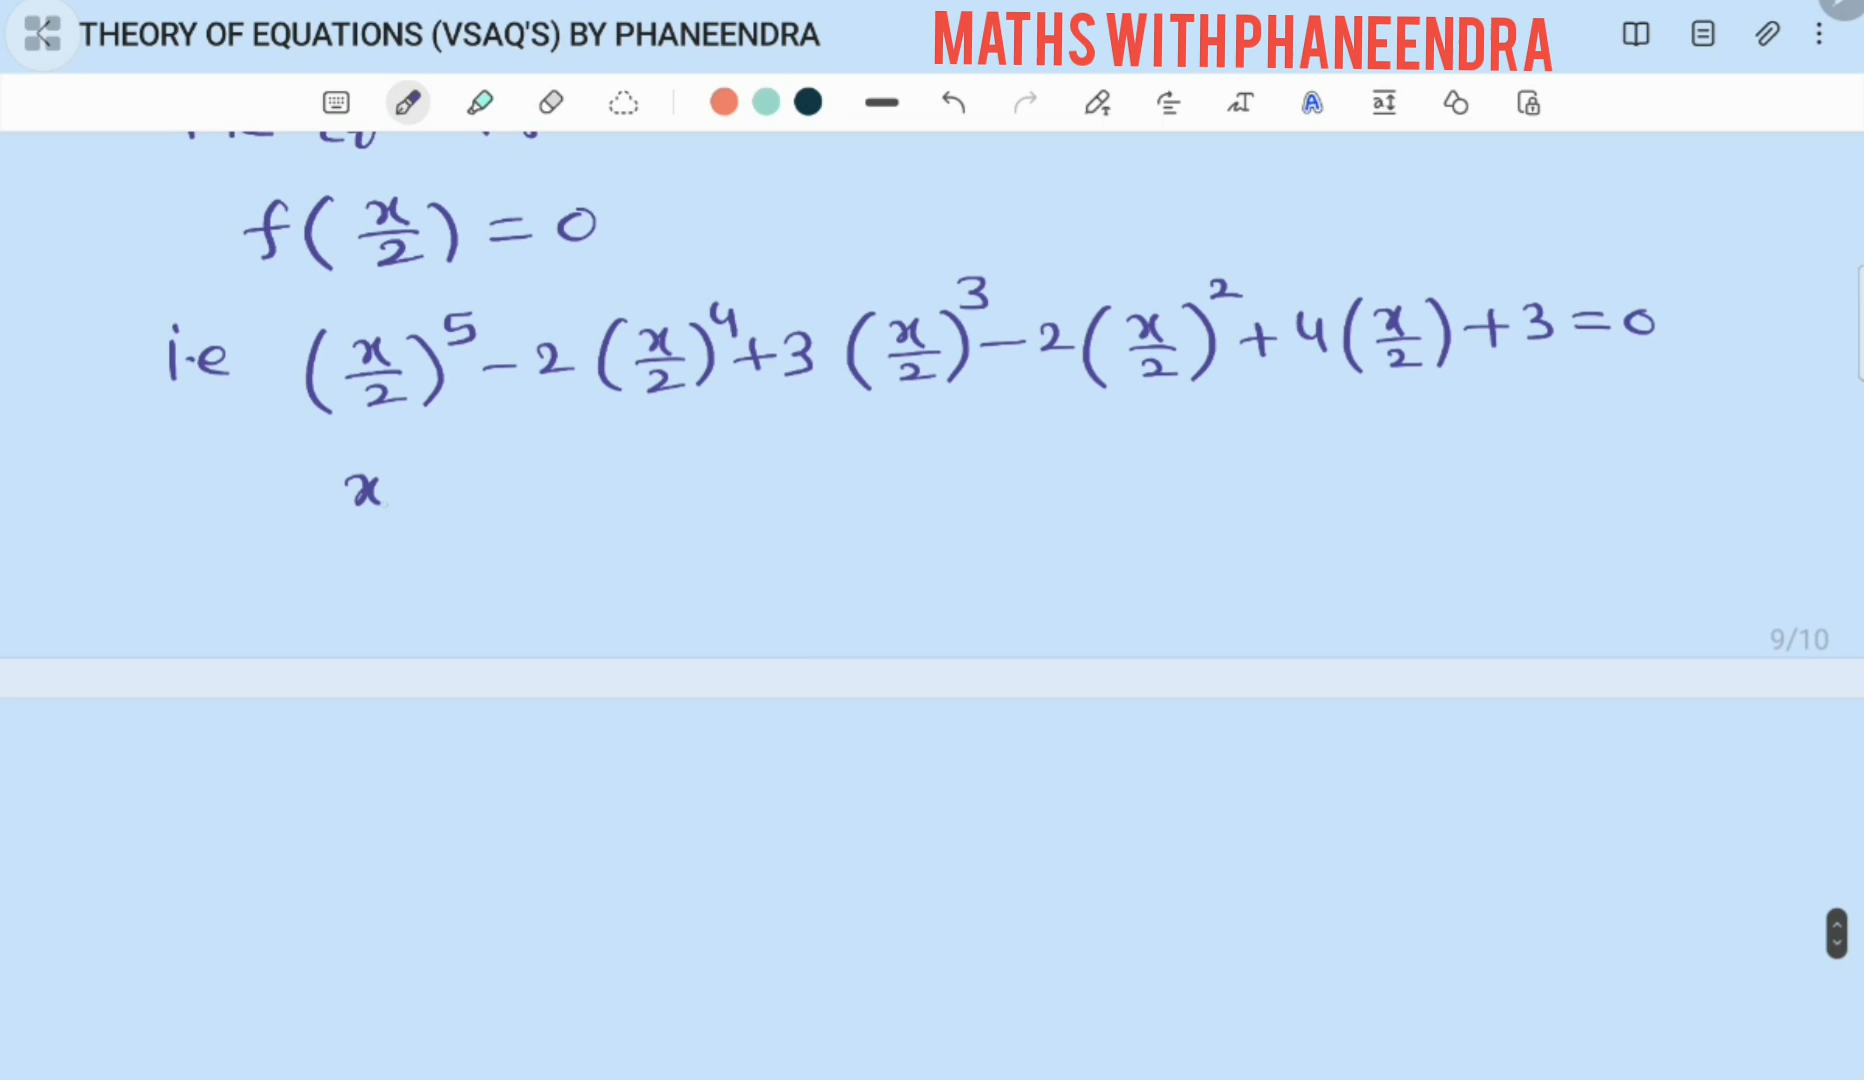 THEORY OF EQUATIONS (VSAQ'S) BY PHANEENDRA
MATHS WITH PHANEENDRA
f(x/2) = 0
i.e (x/2)^5 - 2(x/2)^4 + 3(x/2)^3 - 2(x/2)^2 + 4(x/2) + 3 = 0
x
9/10